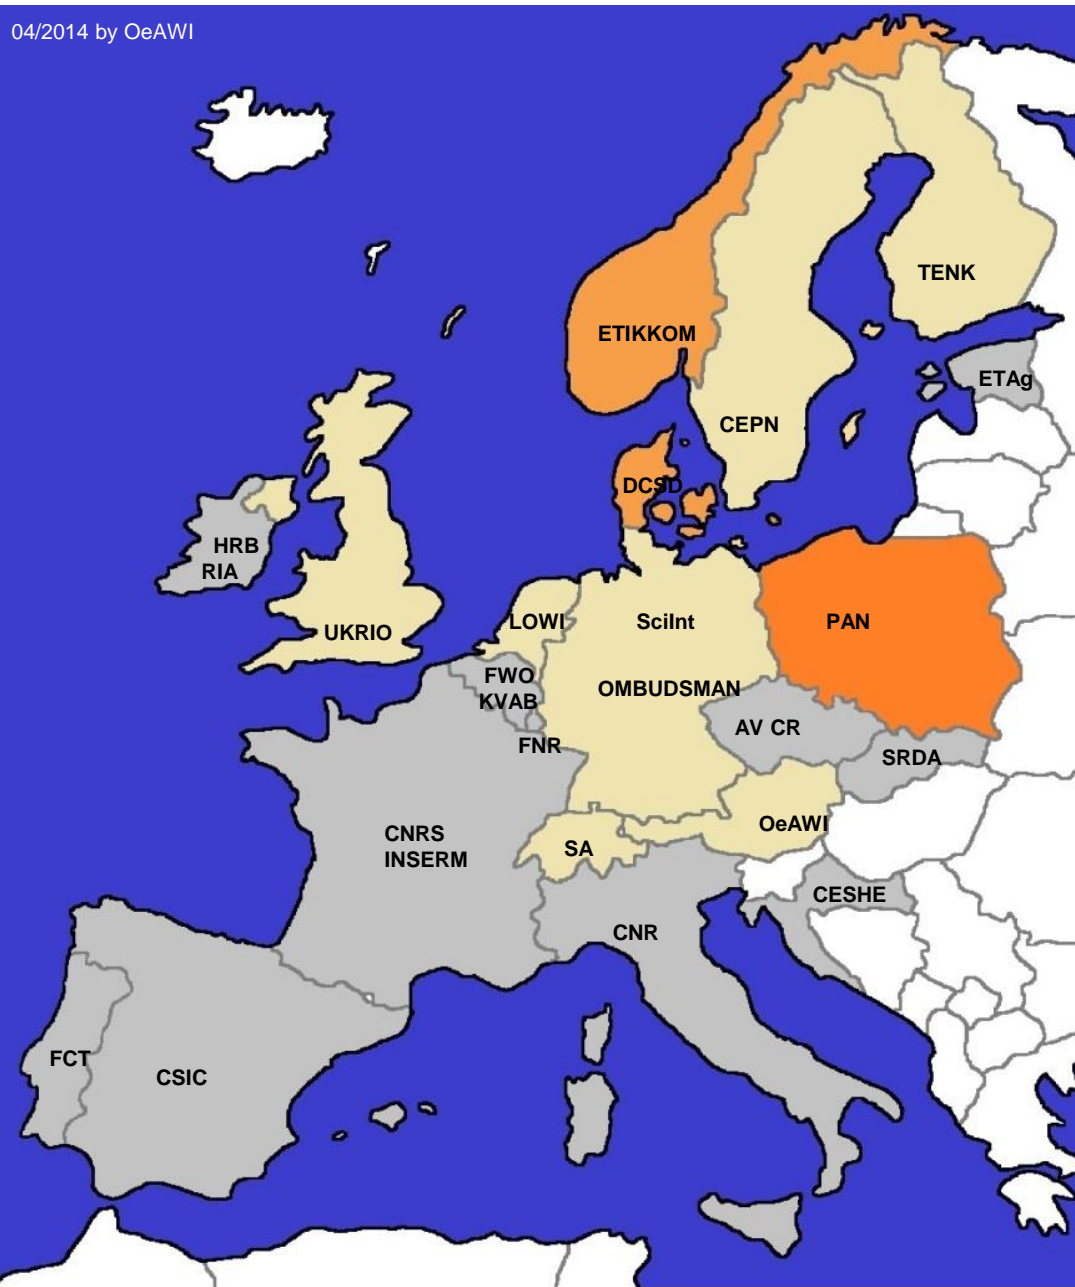 04/2014 by OeAWI
TENK
ETIKKOM
ETAg
CEPN
DCSD
HRB
RIA
LOWI
SciInt
PAN
UKRIO
FWO
KVAB
OMBUDSMAN
AV CR
FNR
SRDA
CNRS
INSERM
OeAWI
SA
CESHE
CNR
FCT
CSIC